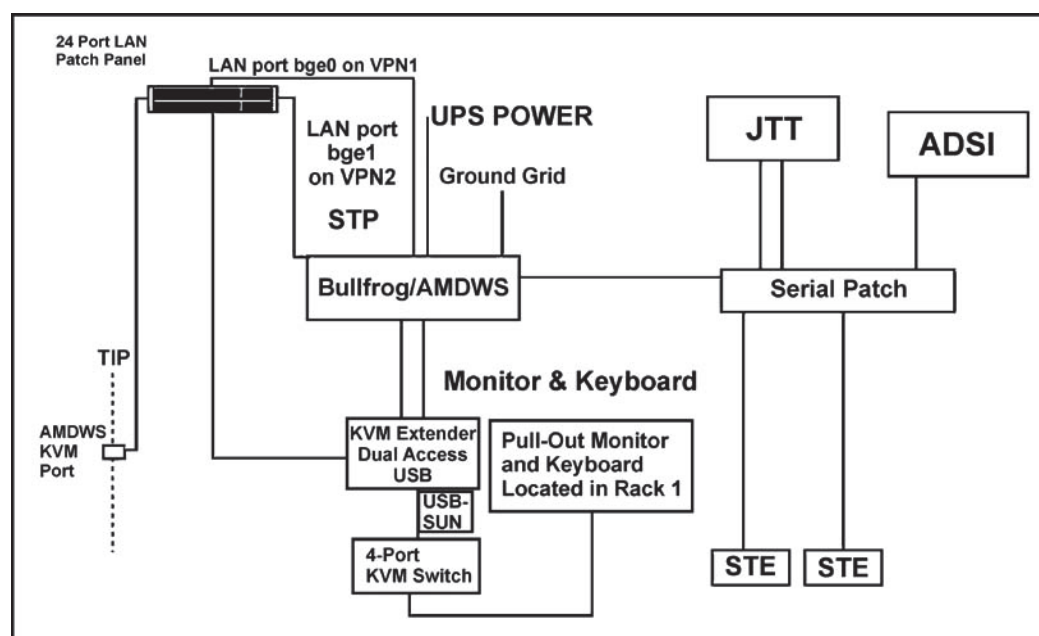 24 Port LAN
Patch Panel
LAN port bge0 on VPN1
LAN port
bge1
on VPN2
STP
UPS POWER
Ground Grid
JTT
ADSI
Bullfrog/AMDWS
Serial Patch
TIP
AMDWS
KVM
Port
Monitor & Keyboard
KVM Extender
Dual Access
USB
Pull-Out Monitor
and Keyboard
Located in Rack 1
USB-
SUN
4-Port
KVM Switch
STE
STE